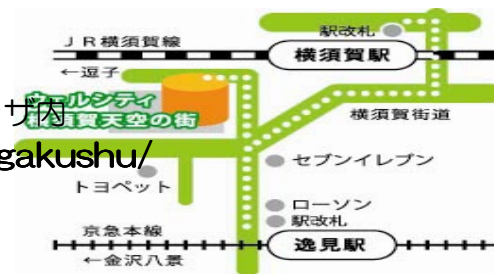 駅改札
JR横須賀線
横須賀駅
←逗子
ウェルシティ
横須賀天空の街
ザ内
gakushu/
横須賀街道
セブンイレブン
トヨペット
ローソン
駅改札
京急本線
逸見駅
←金沢八景